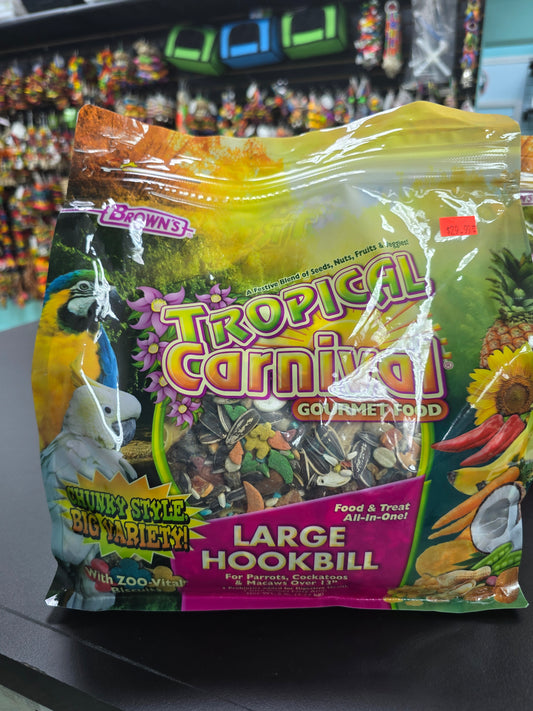 BROWN'S®
A Festive Blend of Seeds, Nuts, Fruits & Veggies!
TROPICAL
Carnival®
GOURMET FOOD
CHUNKY STYLE,
BIG VARIETY!
Food & Treat
All-In-One!
LARGE
HOOKBILL
With ZOO-Vital
Biscuits
For Parrots, Cockatoos
& Macaws Over 13"